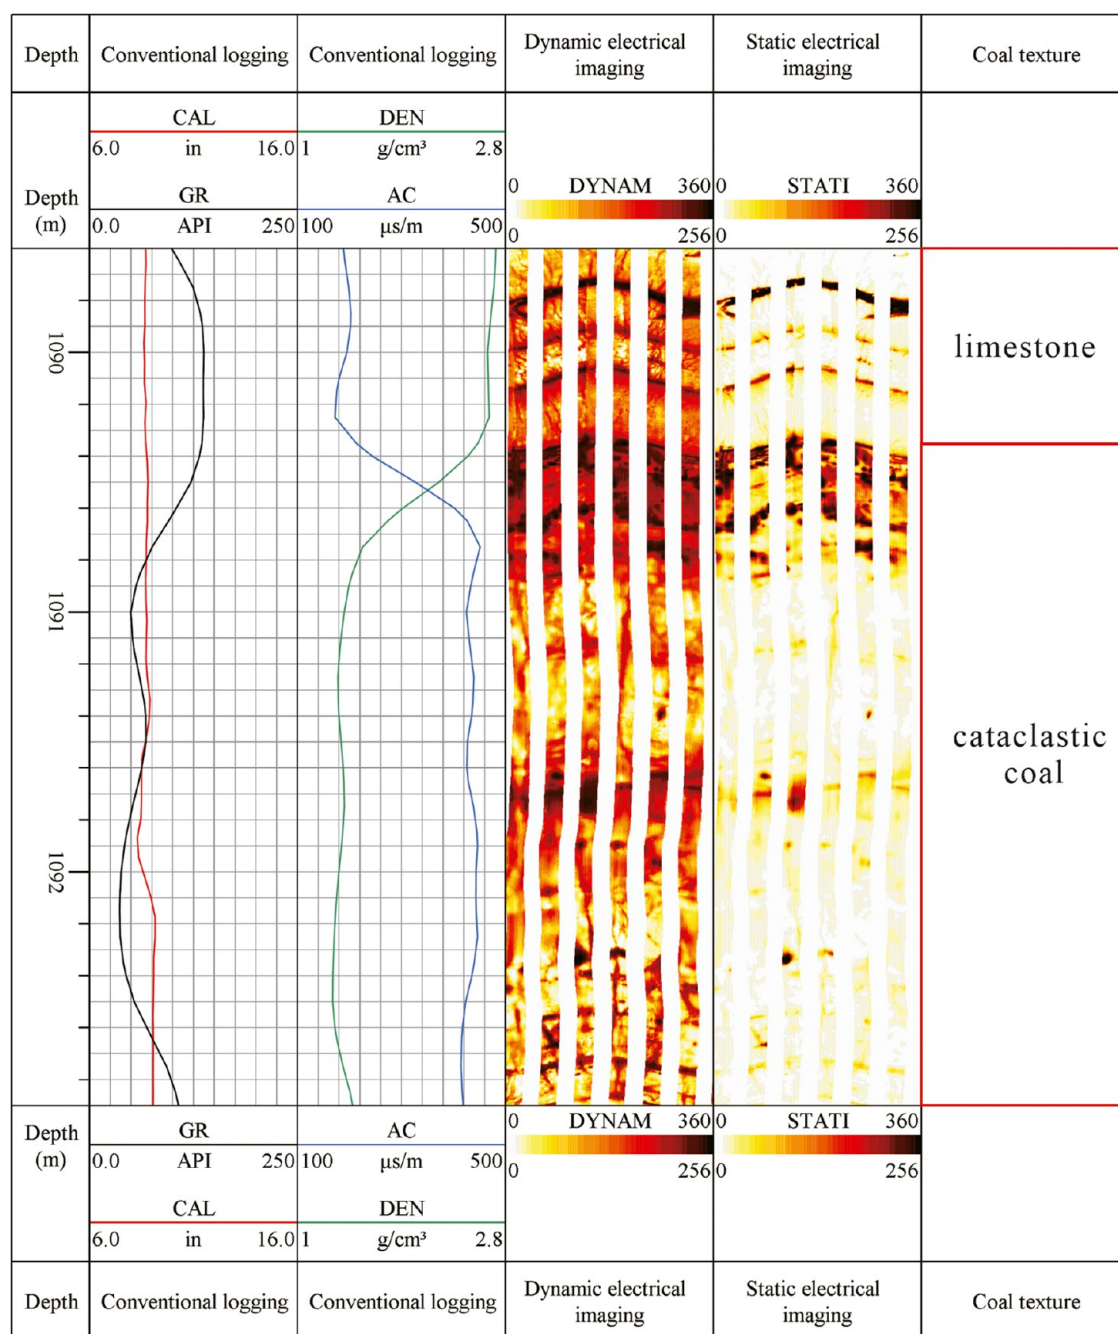 Depth
Conventional logging
Conventional logging
Dynamic electrical
imaging
Static electrical
imaging
Coal texture
Depth
(m)
CAL
6.0 in 16.0
GR
0.0 API 250
DEN
1 g/cm³ 2.8
AC
100 μs/m 500
0 360
DYNAM
0 256
0 360
STATI
0 256
1090
1091
1092
limestone
cataclastic
coal
Depth
(m)
GR
0.0 API 250
CAL
6.0 in 16.0
AC
100 μs/m 500
DEN
1 g/cm³ 2.8
0 DYNAM 360
0 256
0 STATI 360
0 256
Depth
Conventional logging
Conventional logging
Dynamic electrical
imaging
Static electrical
imaging
Coal texture